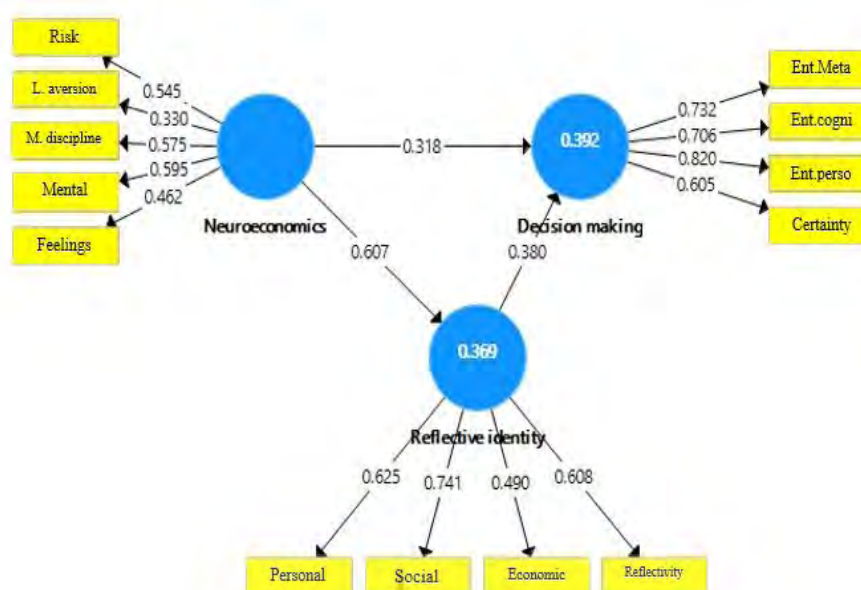 Risk
L. aversion
M. discipline
Mental
Feelings
0.545
0.330
0.575
0.595
0.462
Neuroeconomics
0.318
0.607
0.392
Decision making
0.380
0.732
0.706
0.820
0.605
Ent.Meta
Ent.cogni
Ent.perso
Certainty
0.369
Reflective identity
0.625
0.741
0.490
0.608
Personal
Social
Economic
Reflectivity